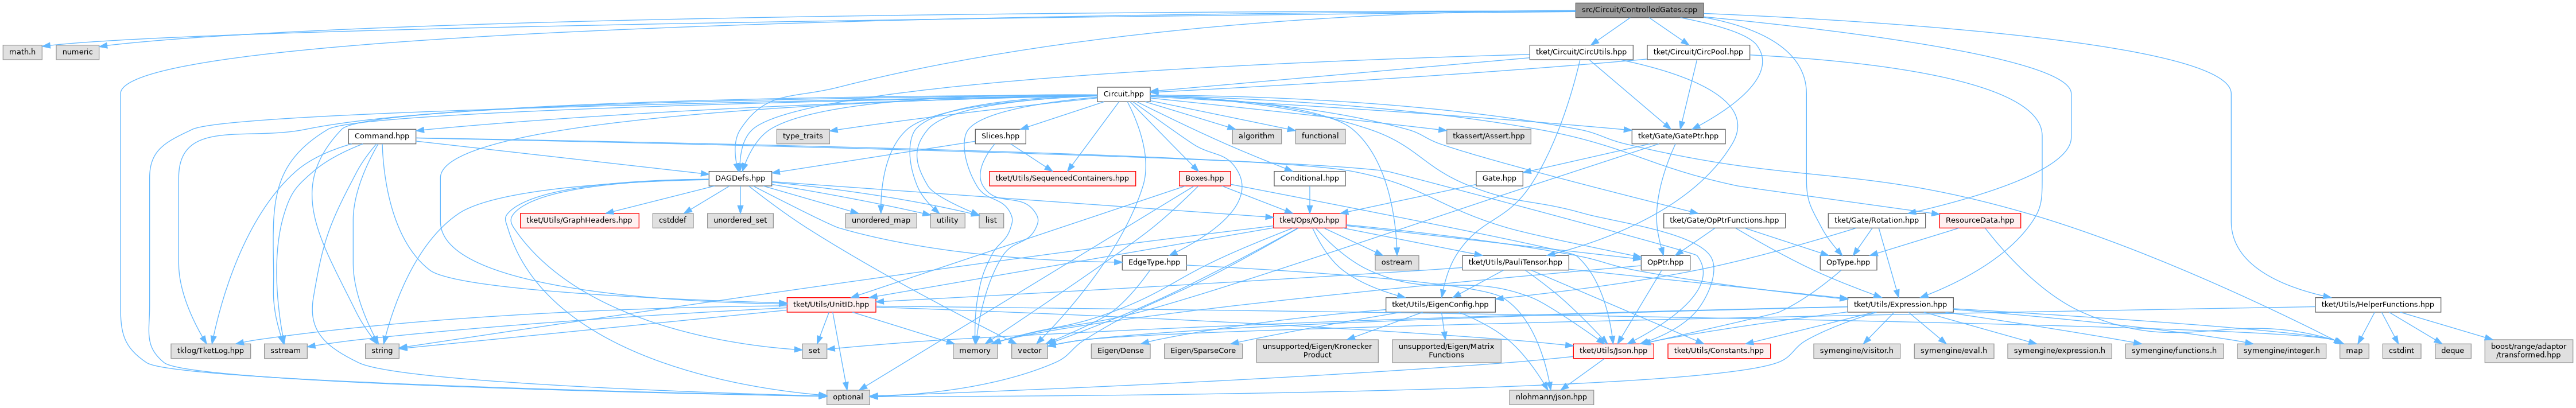 src/Circuit/ControlledGates.cpp
math.h
numeric
tket/Circuit/CircUtils.hpp
tket/Circuit/CircPool.hpp
Circuit.hpp
Command.hpp
type_traits
Slices.hpp
algorithm
functional
tkassert/Assert.hpp
tket/Gate/GatePtr.hpp
DAGDefs.hpp
tket/Utils/SequencedContainers.hpp
Boxes.hpp
Conditional.hpp
Gate.hpp
tket/Utils/GraphHeaders.hpp
cstddef
unordered_set
unordered_map
utility
list
tket/Ops/Op.hpp
tket/Gate/OpPtrFunctions.hpp
tket/Gate/Rotation.hpp
ResourceData.hpp
EdgeType.hpp
ostream
tket/Utils/PauliTensor.hpp
OpPtr.hpp
OpType.hpp
tket/Utils/UnitID.hpp
tket/Utils/EigenConfig.hpp
tket/Utils/Expression.hpp
tket/Utils/HelperFunctions.hpp
tklog/TketLog.hpp
sstream
string
set
memory
vector
Eigen/Dense
Eigen/SparseCore
unsupported/Eigen/Kronecker
Product
unsupported/Eigen/Matrix
Functions
tket/Utils/Json.hpp
tket/Utils/Constants.hpp
symengine/visitor.h
symengine/eval.h
symengine/expression.h
symengine/functions.h
symengine/integer.h
map
cstdint
deque
boost/range/adaptor
/transformed.hpp
optional
nlohmann/json.hpp